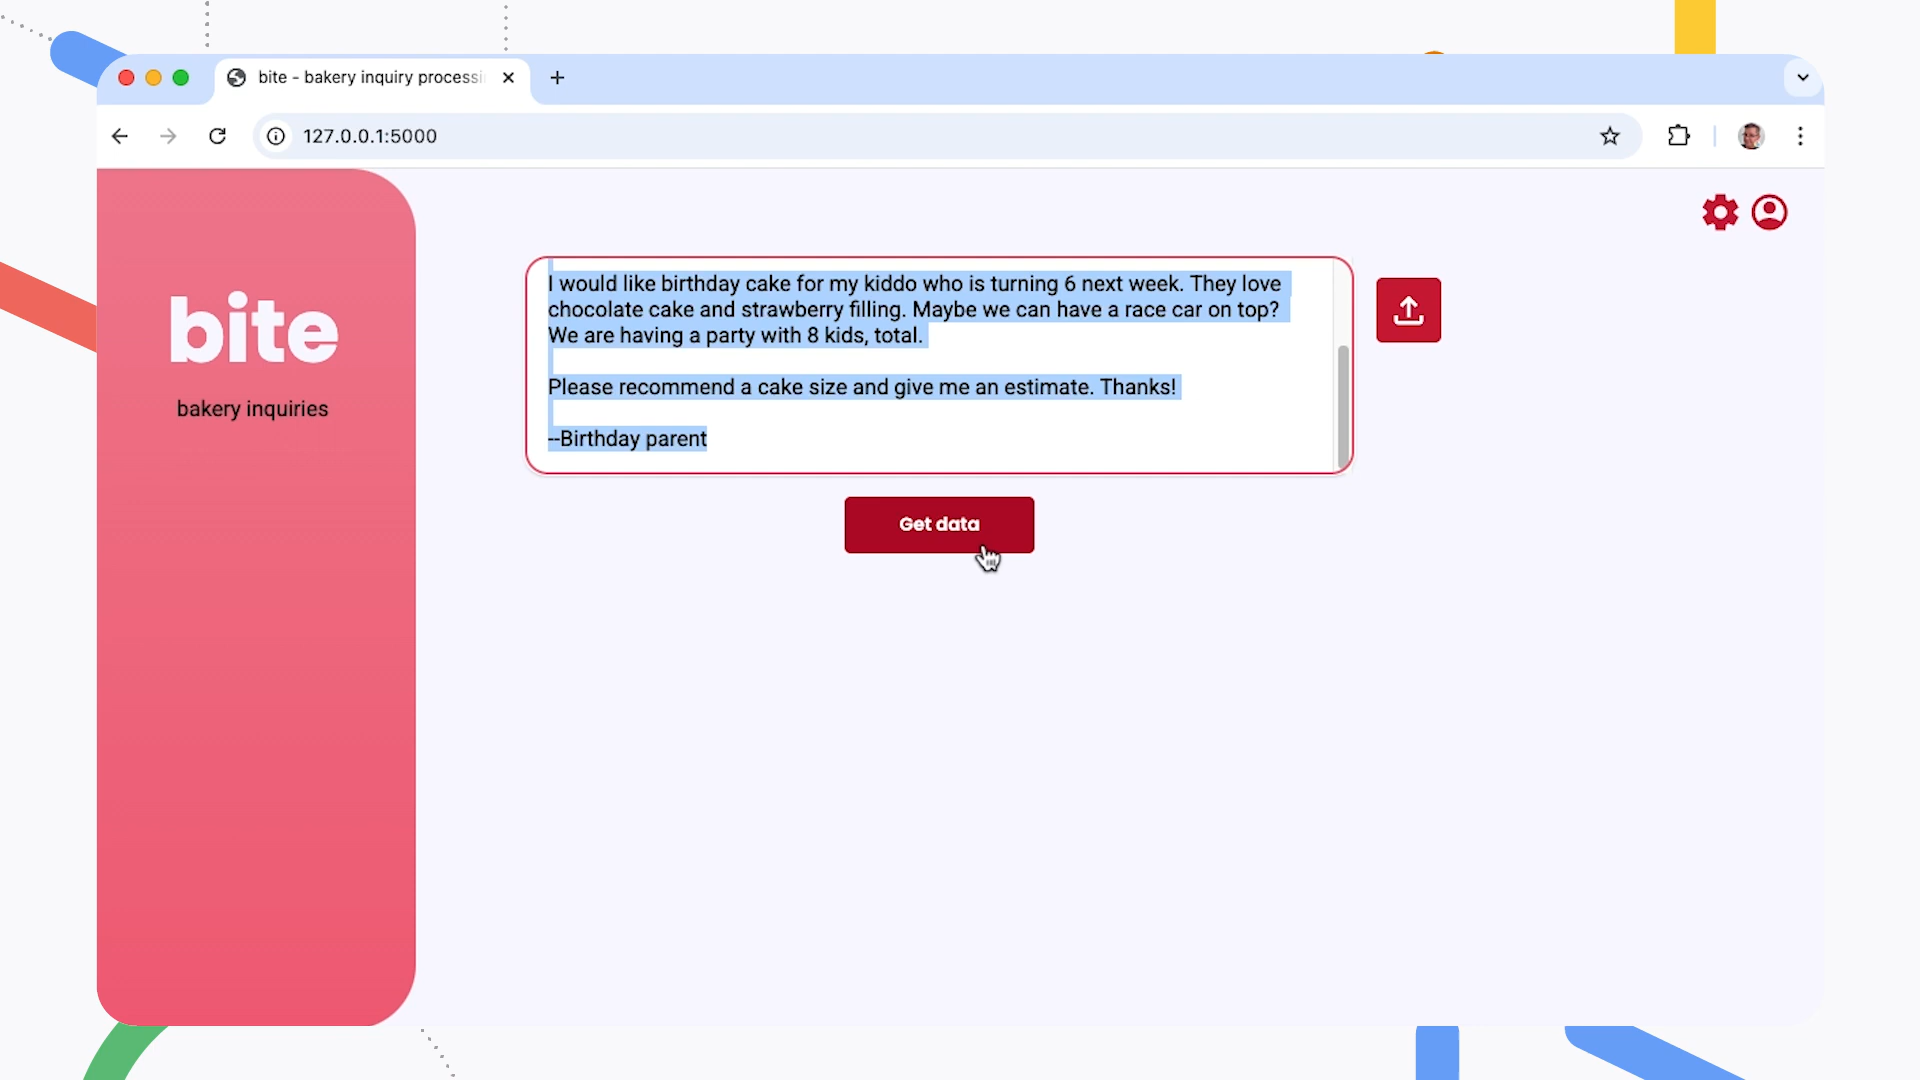 bite - bakery inquiry processi
127.0.0.1:5000
bite
bakery inquiries
I would like birthday cake for my kiddo who is turning 6 next week. They love
chocolate cake and strawberry filling. Maybe we can have a race car on top?
We are having a party with 8 kids, total.
Please recommend a cake size and give me an estimate. Thanks!
--Birthday parent
Get data